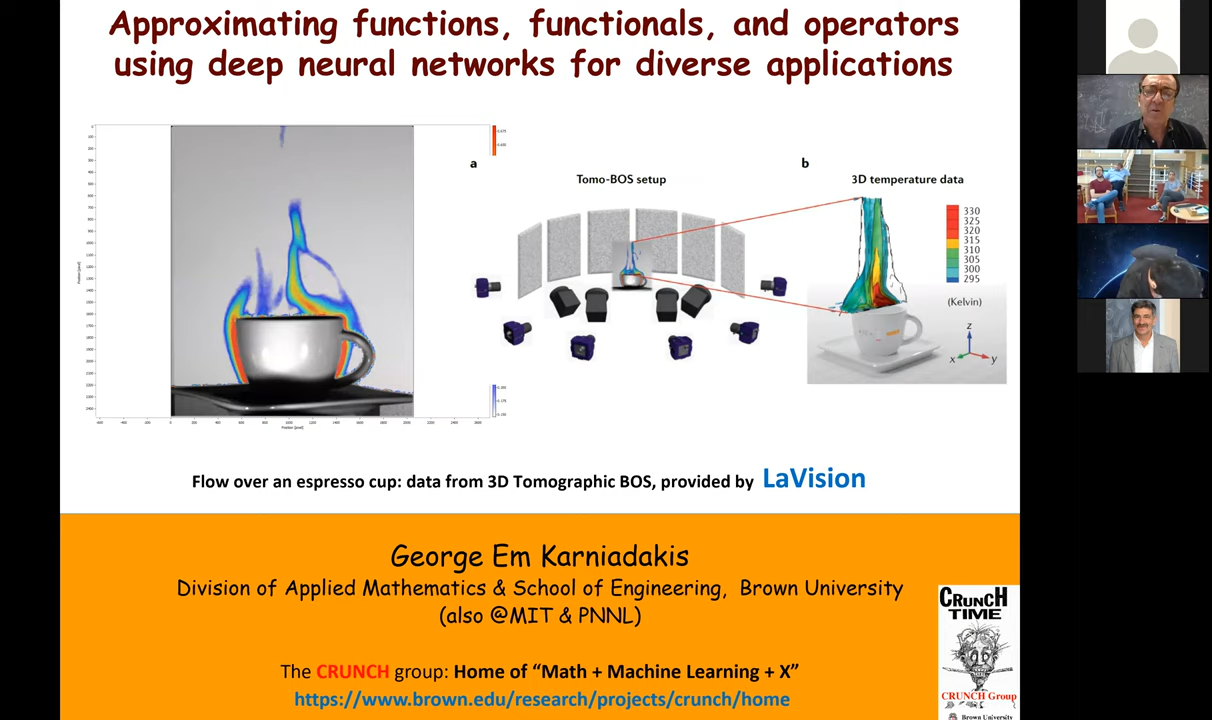 Approximating functions, functionals, and operators
using deep neural networks for diverse applications
a
Tomo-BOS setup
b
3D temperature data
330
325
320
315
310
305
300
295
(Kelvin)
z
x
y
Position [pixel]
Flow over an espresso cup: data from 3D Tomographic BOS, provided by LaVision
George Em Karniadakis
Division of Applied Mathematics & School of Engineering, Brown University
(also @MIT & PNNL)
The CRUNCH group: Home of “Math + Machine Learning + X”
https://www.brown.edu/research/projects/crunch/home
CRUNCH
TIME
CRUNCH Group
Brown University